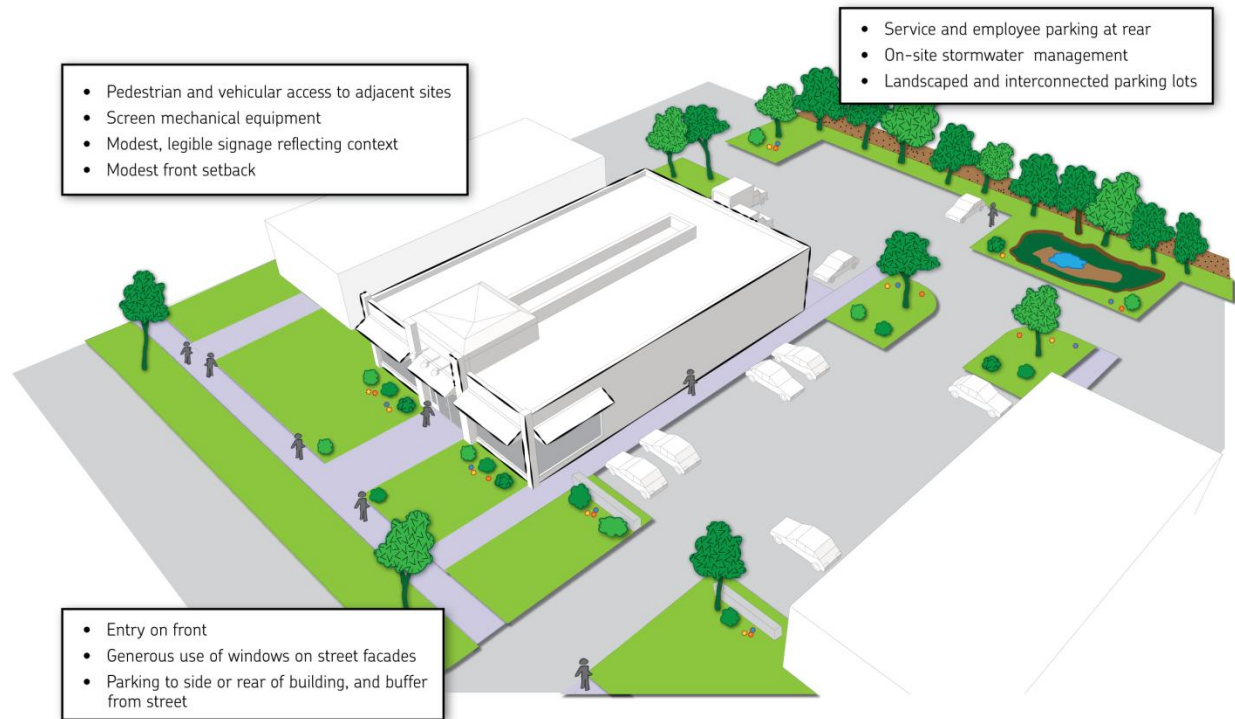 • Pedestrian and vehicular access to adjacent sites
• Screen mechanical equipment
• Modest, legible signage reflecting context
• Modest front setback
• Service and employee parking at rear
• On-site stormwater management
• Landscaped and interconnected parking lots
• Entry on front
• Generous use of windows on street facades
• Parking to side or rear of building, and buffer
from street